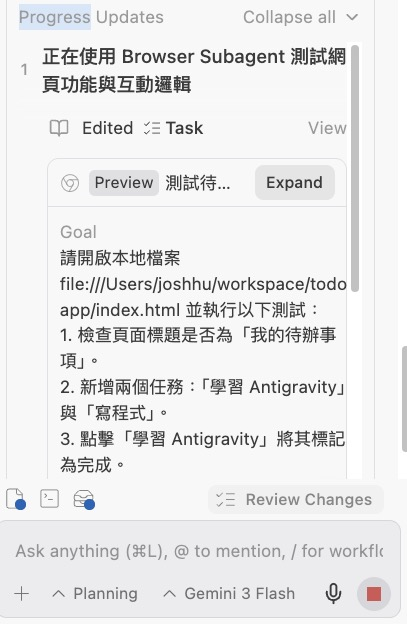 Progress Updates
Collapse all
1
正在使用 Browser Subagent 測試網
頁功能與互動邏輯
Edited
Task
View
Preview
測試待...
Expand
Goal
請開啟本地檔案
file:///Users/joshhu/workspace/todo
app/index.html 並執行以下測試：
1. 檢查頁面標題是否為「我的待辦事
項」。
2. 新增兩個任務：「學習 Antigravity」
與「寫程式」。
3. 點擊「學習 Antigravity」將其標記
為完成。
Review Changes
Ask anything (⌘L), @ to mention, / for workflo
Planning
Gemini 3 Flash